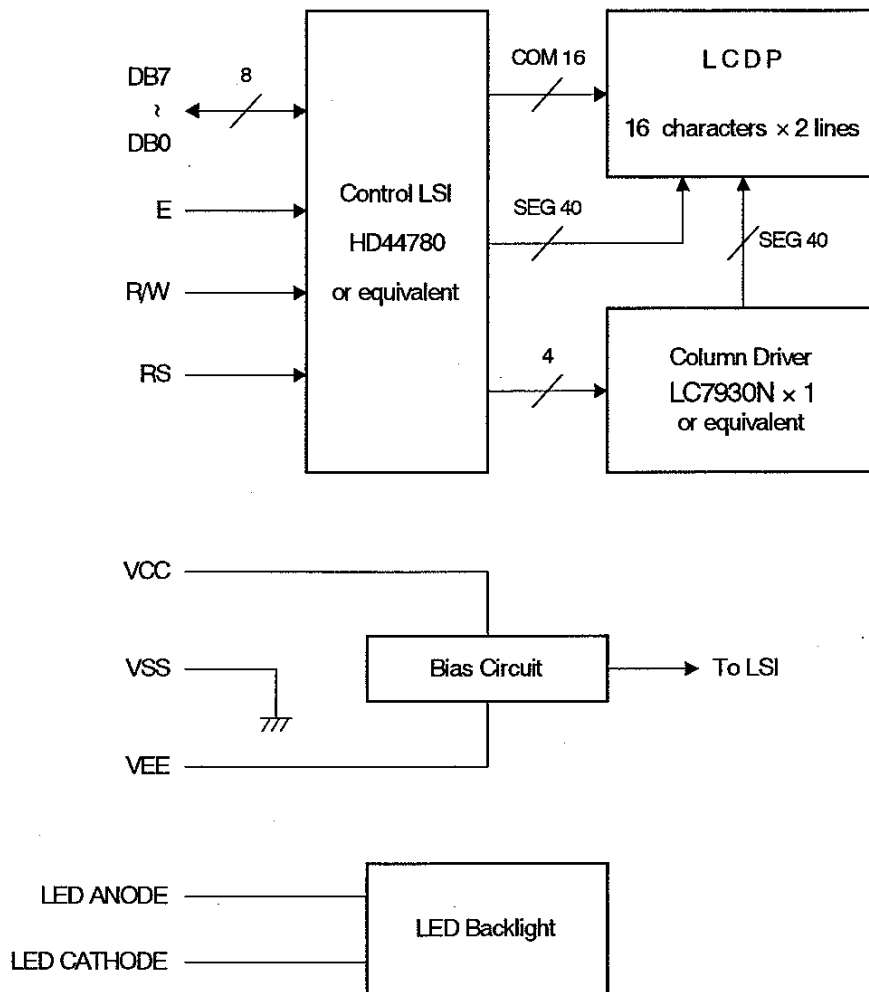 DB7
~
DB0
8
E
R/W
RS
Control LSI
HD44780
or equivalent
COM 16
SEG 40
4
LCDP
16 characters × 2 lines
SEG 40
Column Driver
LC7930N × 1
or equivalent
VCC
VSS
VEE
Bias Circuit
To LSI
LED ANODE
LED CATHODE
LED Backlight